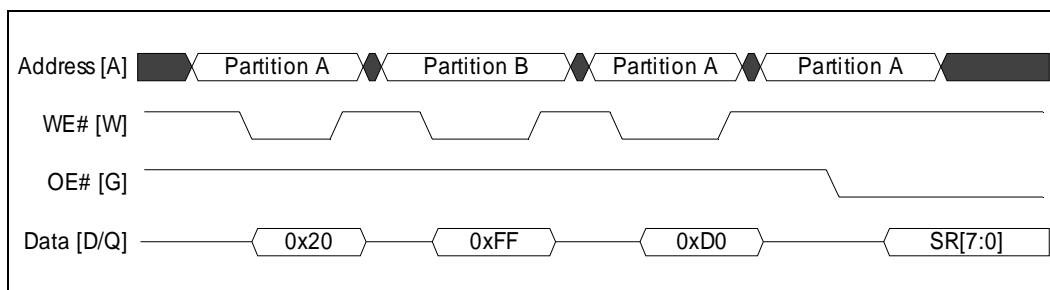 Address [A] Partition A Partition B Partition A Partition A
WE# [W]
OE# [G]
Data [D/Q] 0x20 0xFF 0xD0 SR[7:0]